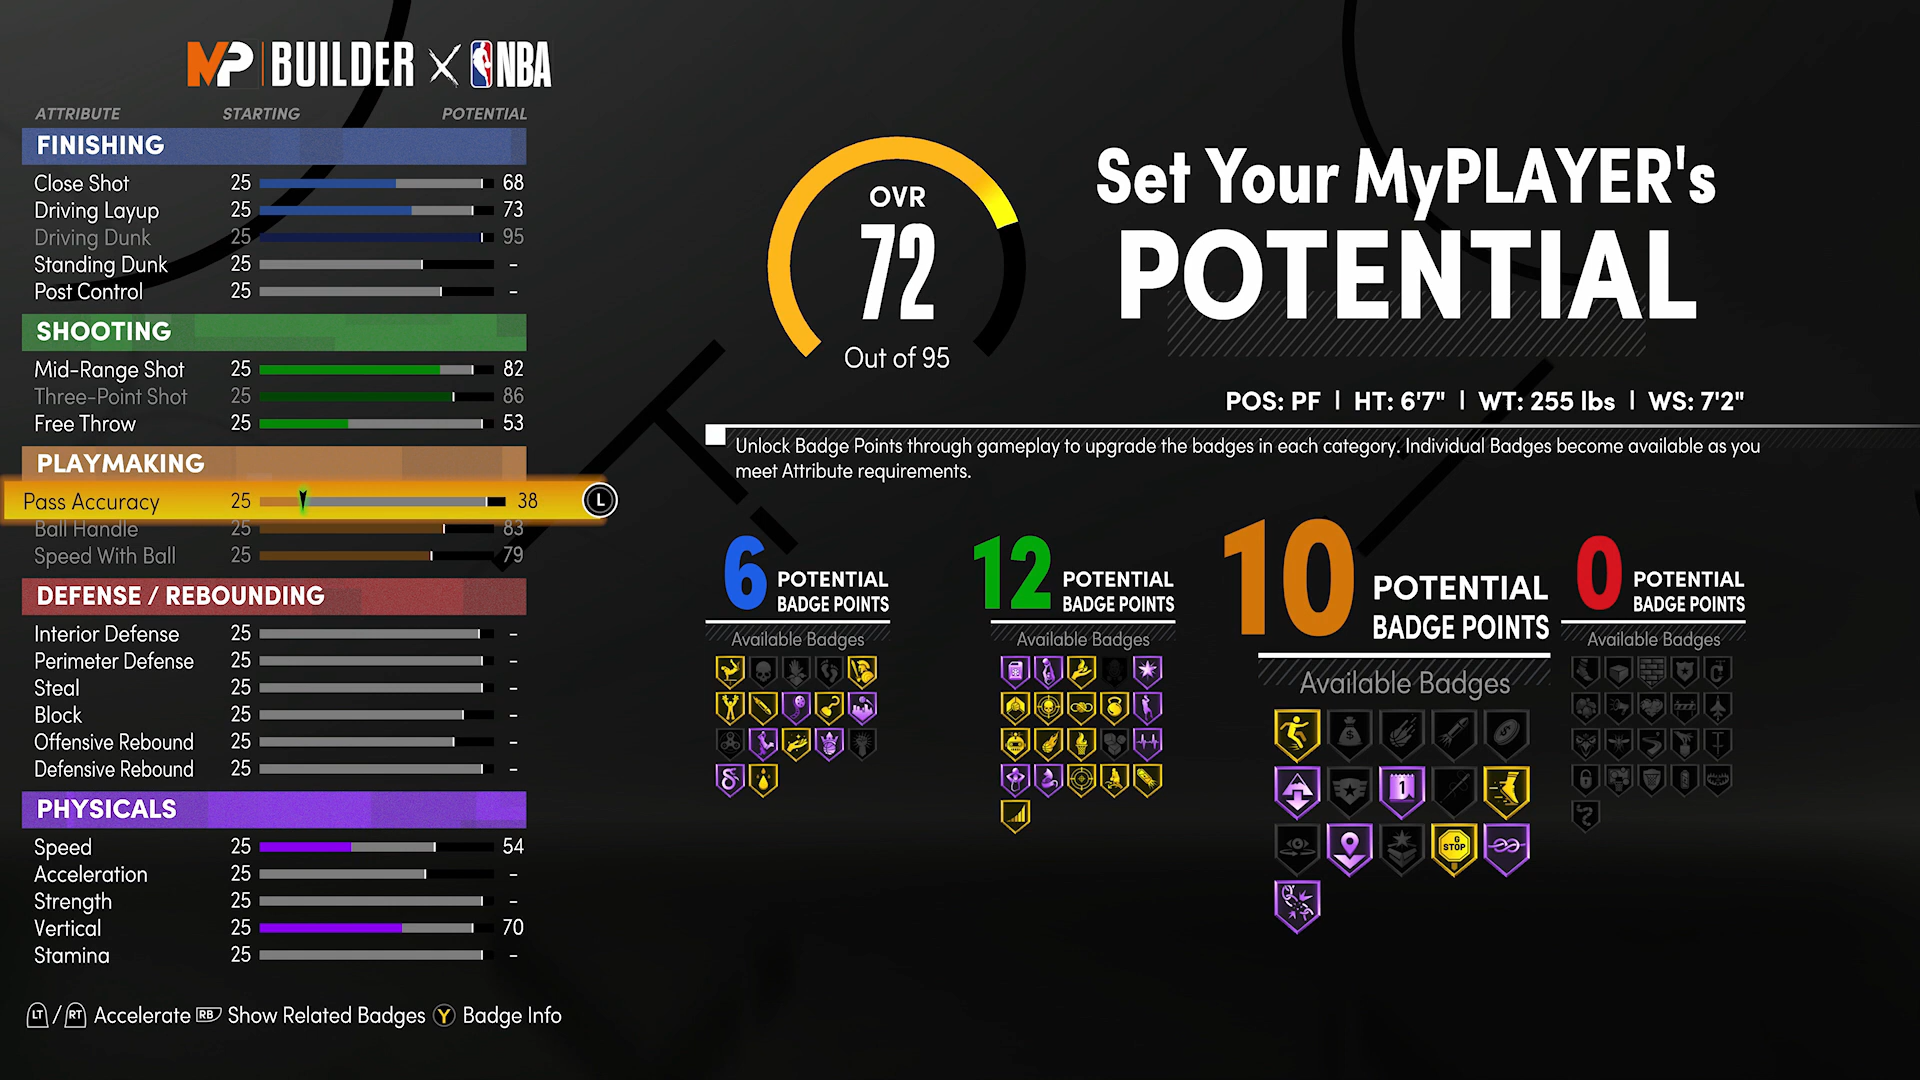 MP | BUILDER X NBA
ATTRIBUTE STARTING POTENTIAL
FINISHING
Close Shot 25 68
Driving Layup 25 73
Driving Dunk 25 95
Standing Dunk 25 -
Post Control 25 -
SHOOTING
Mid-Range Shot 25 82
Three-Point Shot 25 86
Free Throw 25 53
PLAYMAKING
Pass Accuracy 25 38 L
Ball Handle 25 83
Speed With Ball 25 79
DEFENSE / REBOUNDING
Interior Defense 25 -
Perimeter Defense 25 -
Steal 25 -
Block 25 -
Offensive Rebound 25 -
Defensive Rebound 25 -
PHYSICALS
Speed 25 54
Acceleration 25 -
Strength 25 -
Vertical 25 70
Stamina 25 -
LT / RT Accelerate RB Show Related Badges Y Badge Info
OVR
72
Out of 95
Set Your MyPLAYER's
POTENTIAL
POS: PF | HT: 6'7" | WT: 255 lbs | WS: 7'2"
Unlock Badge Points through gameplay to upgrade the badges in each category. Individual Badges become available as you
meet Attribute requirements.
6 POTENTIAL
BADGE POINTS
Available Badges
12 POTENTIAL
BADGE POINTS
Available Badges
10 POTENTIAL
BADGE POINTS
Available Badges
1
G
STOP
0 POTENTIAL
BADGE POINTS
Available Badges